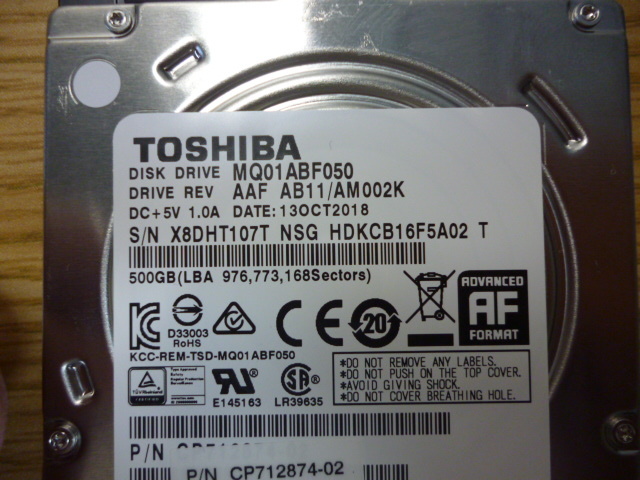 TOSHIBA
DISK DRIVE MQ01ABF050
DRIVE REV AAF AB11/AM002K
DC+5V 1.0A DATE:13OCT2018
S/N X8DHT107T NSG HDKCB16F5A02 T
500GB(LBA 976,773,168Sectors)
ADVANCED
AF
FORMAT
20
D33003
RoHS
CE
KCC-REM-TSD-MQ01ABF050
*DO NOT REMOVE ANY LABELS.
*DO NOT PUSH ON THE TOP COVER.
*AVOID GIVING SHOCK.
*DO NOT COVER BREATHING HOLE.
E145163
LR39635
P/N
P/N CP712874-02